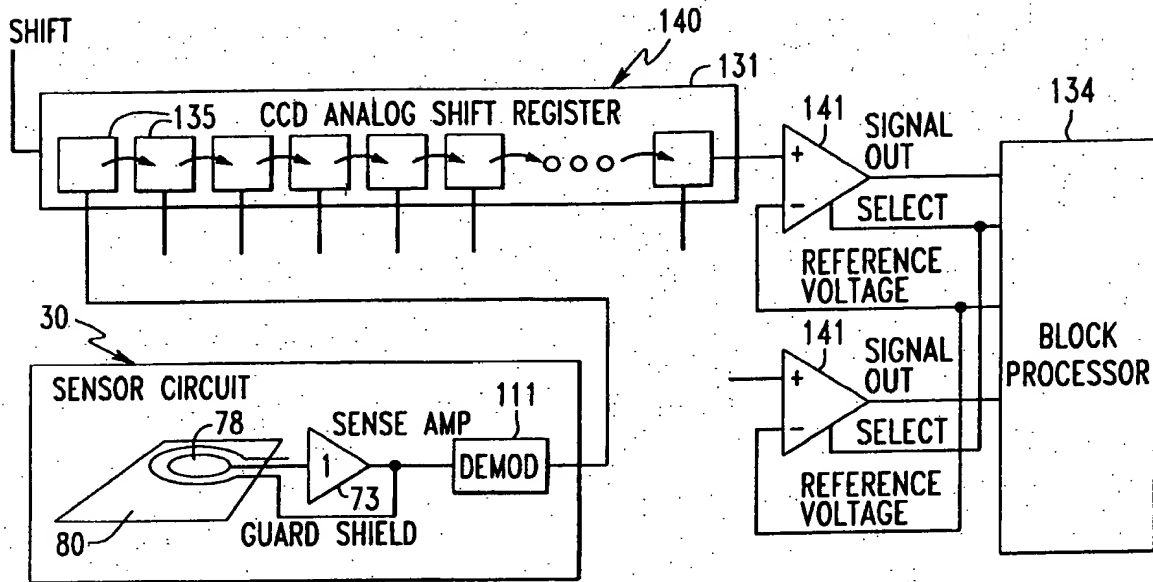 SHIFT
140
131
CCD ANALOG SHIFT REGISTER
135
141
SIGNAL
OUT
134
+
−
SELECT
REFERENCE
VOLTAGE
30
SENSOR CIRCUIT
78
SENSE AMP
111
1
DEMOD
73
80
GUARD SHIELD
141
SIGNAL
OUT
+
−
SELECT
REFERENCE
VOLTAGE
BLOCK
PROCESSOR